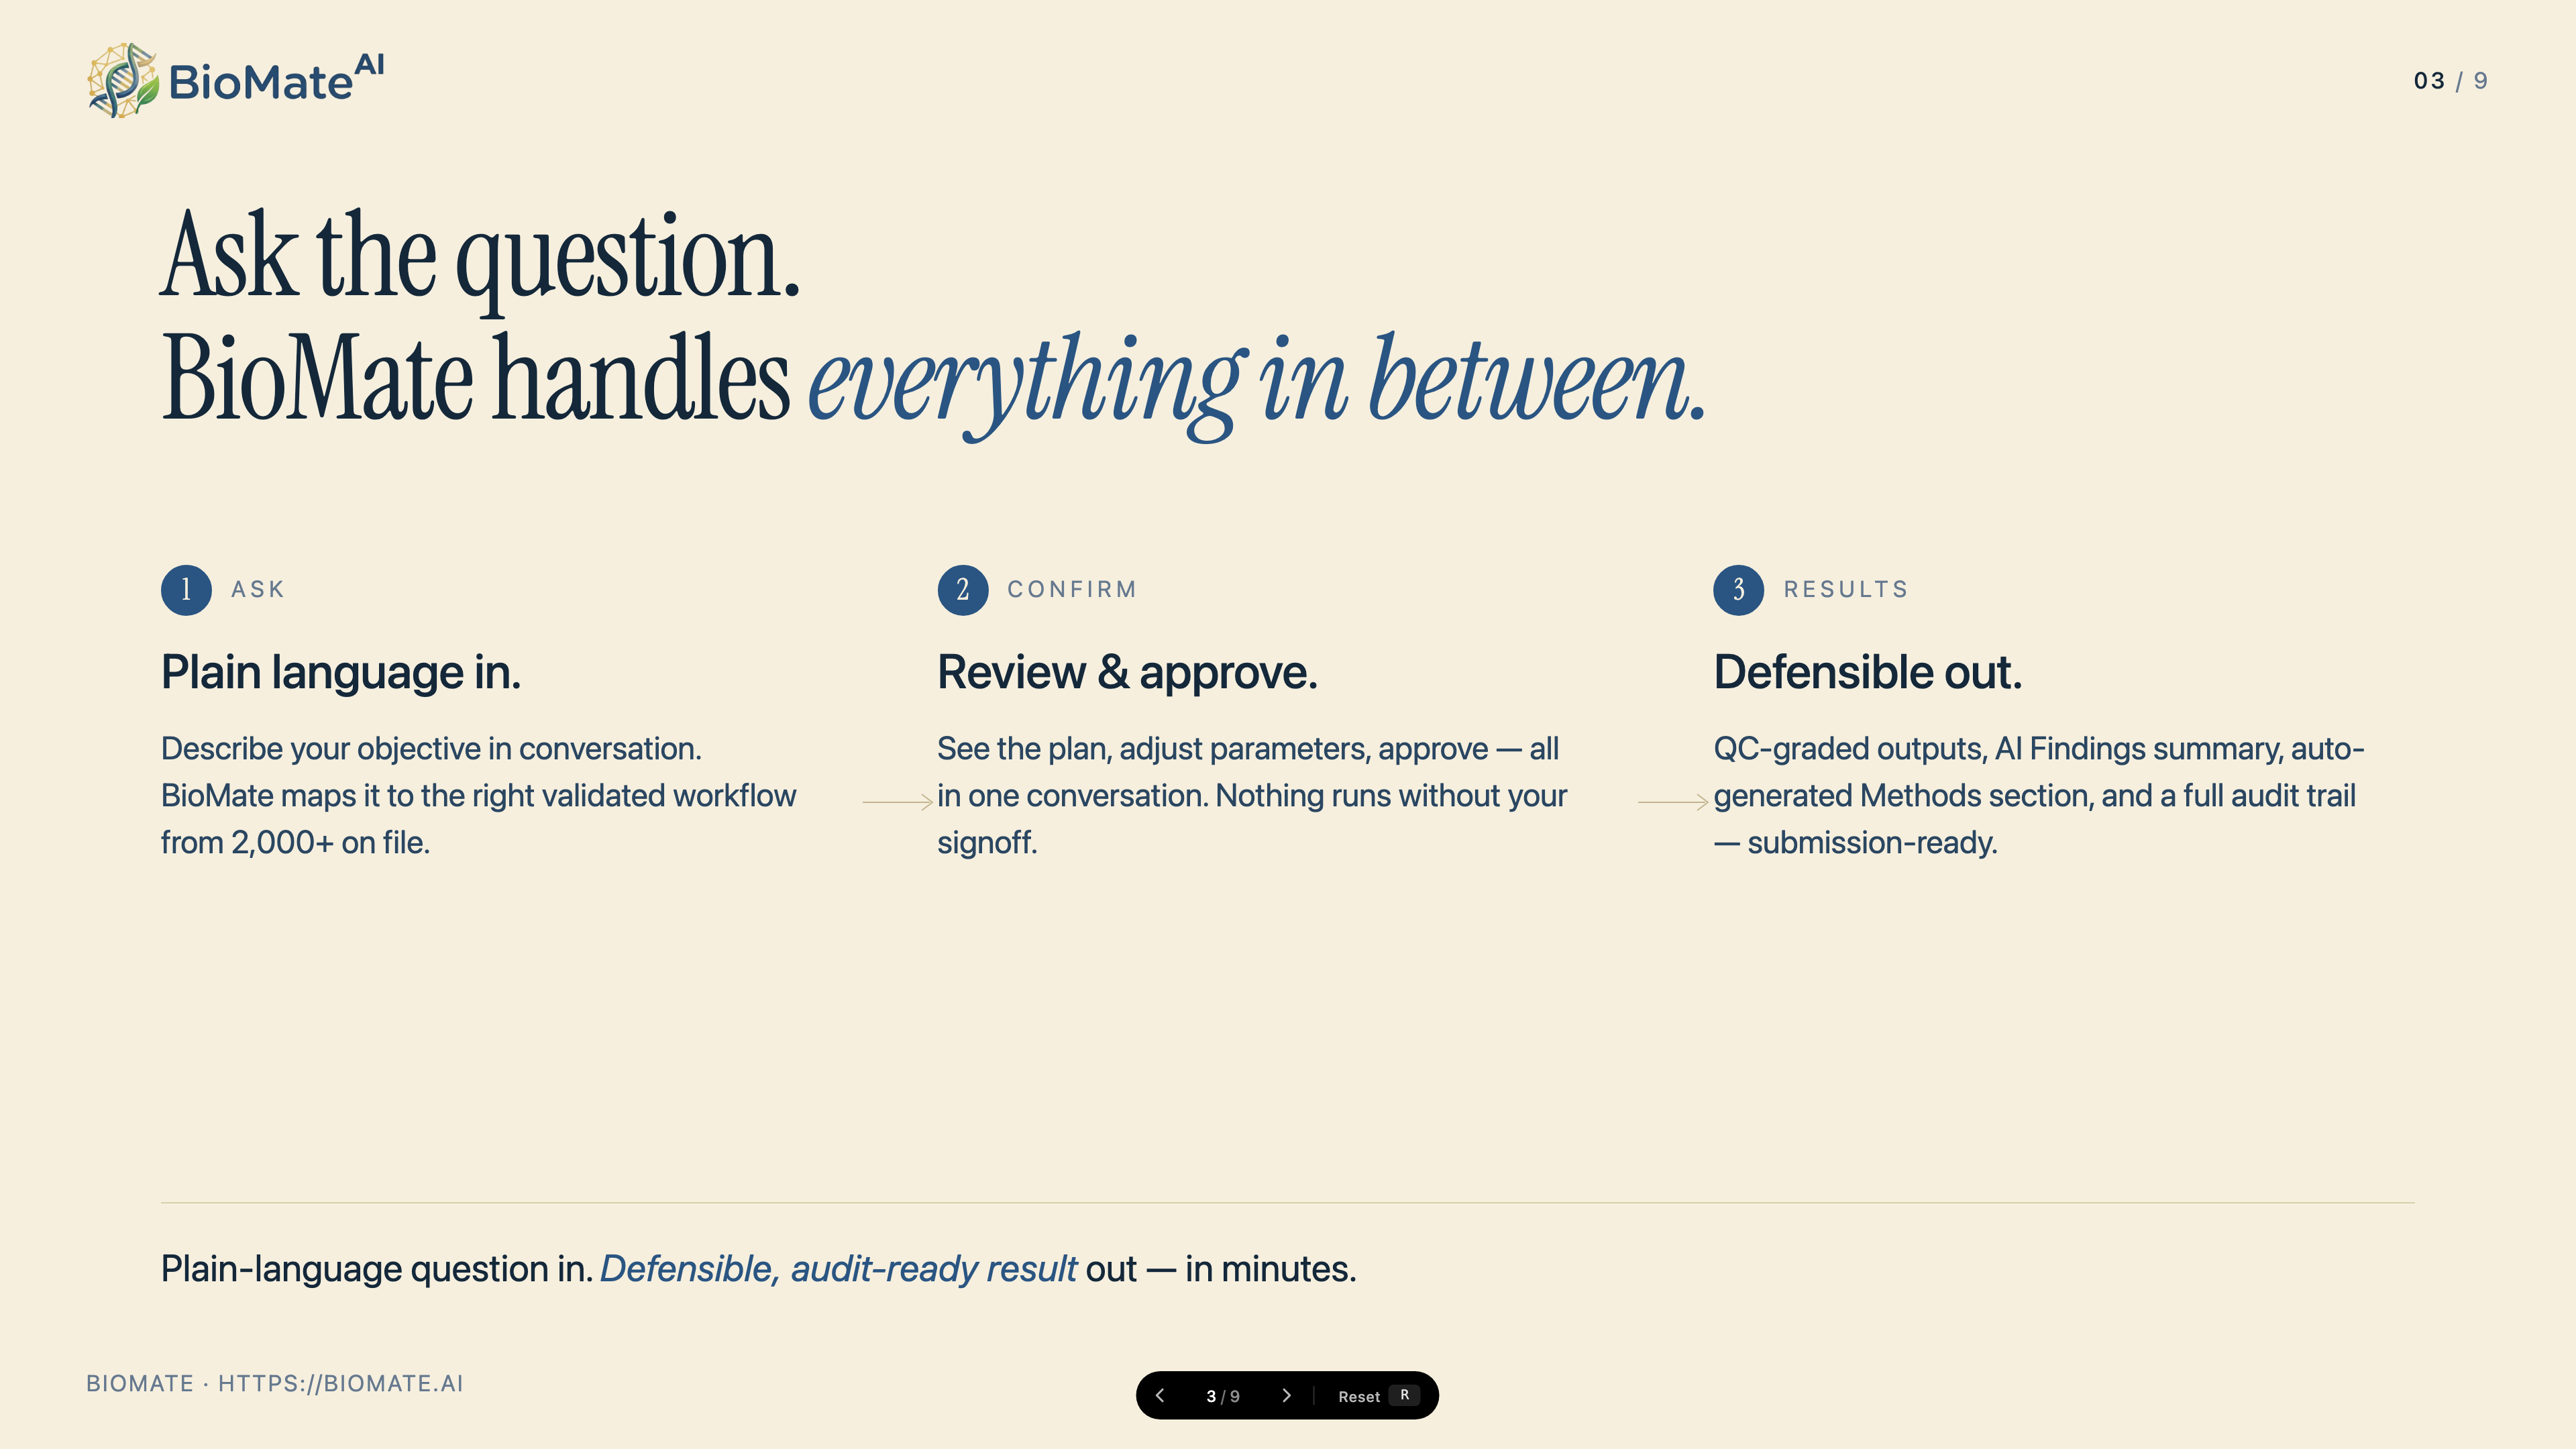 BioMate AI
03 / 9
Ask the question.
BioMate handles everything in between.
1 ASK
Plain language in.
Describe your objective in conversation.
BioMate maps it to the right validated workflow
from 2,000+ on file.
2 CONFIRM
Review & approve.
See the plan, adjust parameters, approve — all
in one conversation. Nothing runs without your
signoff.
3 RESULTS
Defensible out.
QC-graded outputs, AI Findings summary, auto-
generated Methods section, and a full audit trail
— submission-ready.
Plain-language question in. Defensible, audit-ready result out — in minutes.
BIOMATE · HTTPS://BIOMATE.AI
3 / 9 Reset R